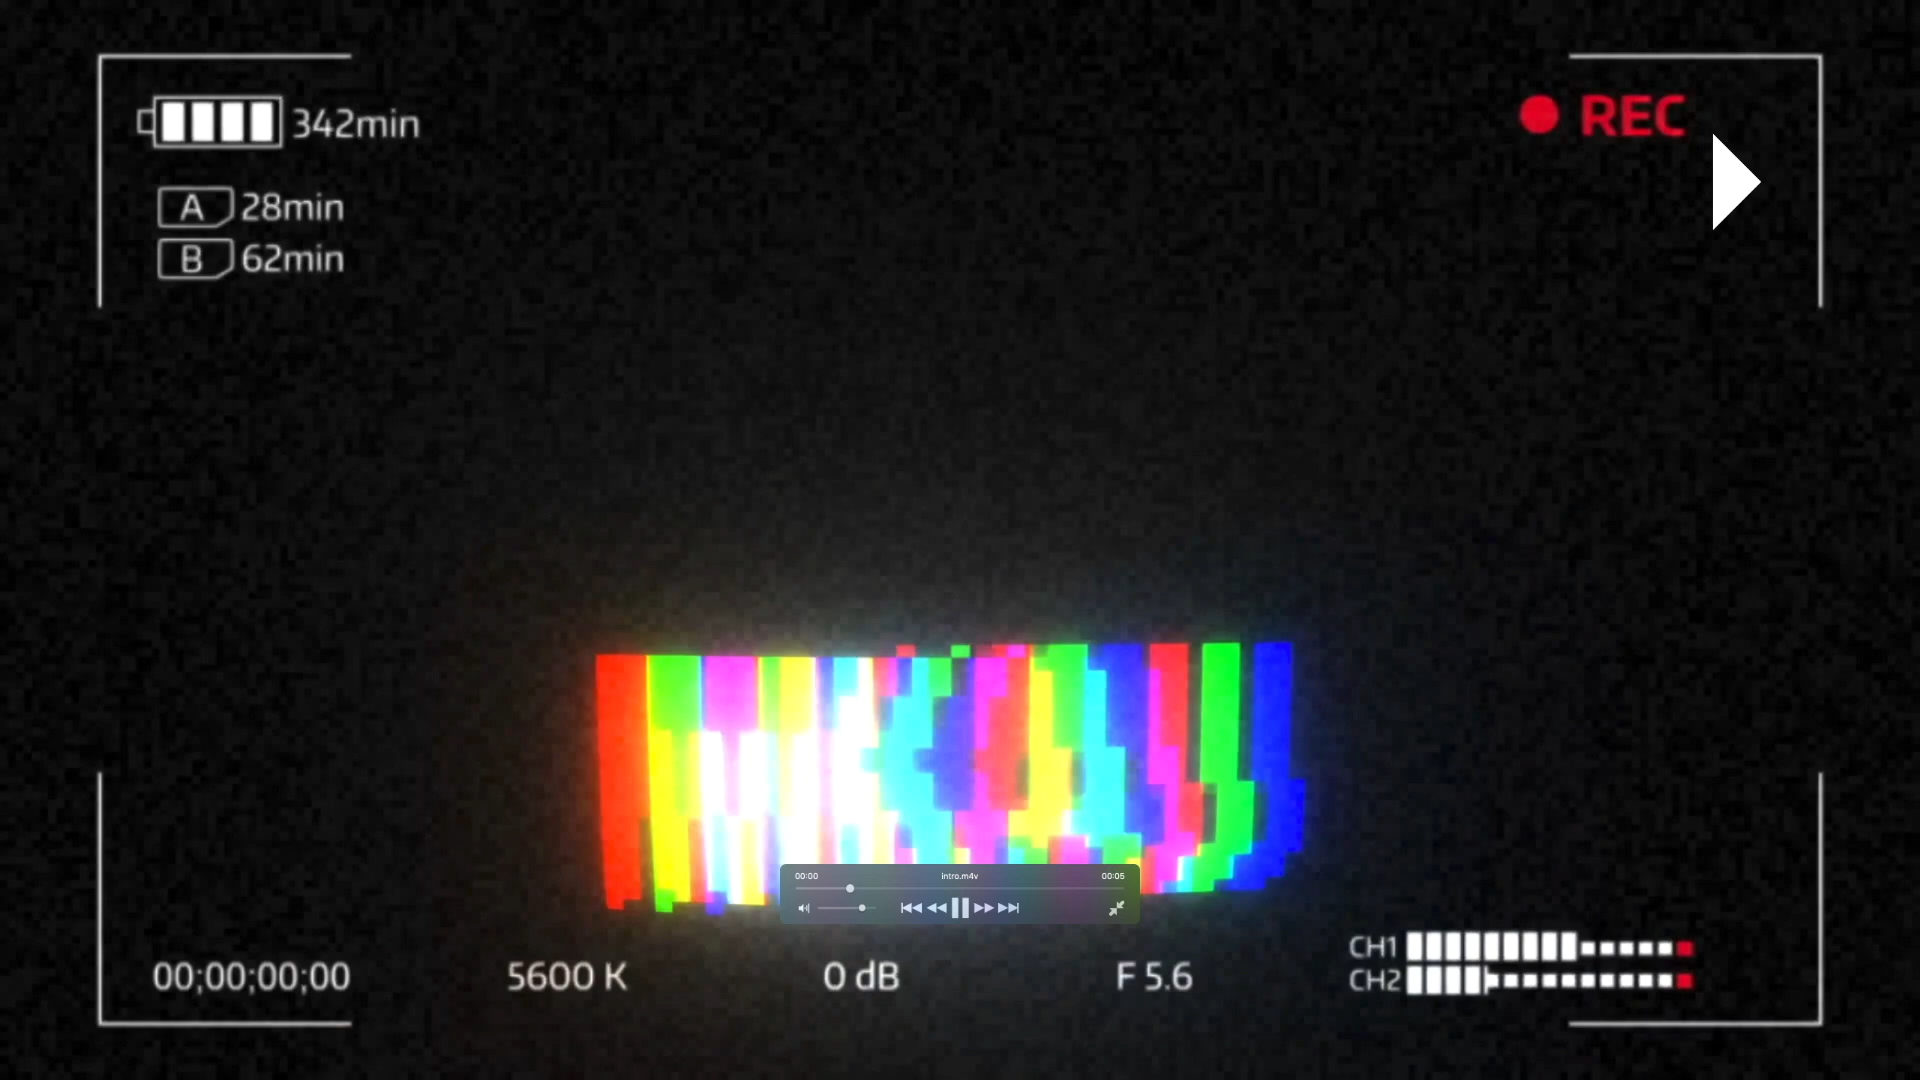 342min
REC
A 28min
B 62min
00:00 intro.m4v 00:05
00;00;00;00
5600 K
0 dB
F 5.6
CH1
CH2